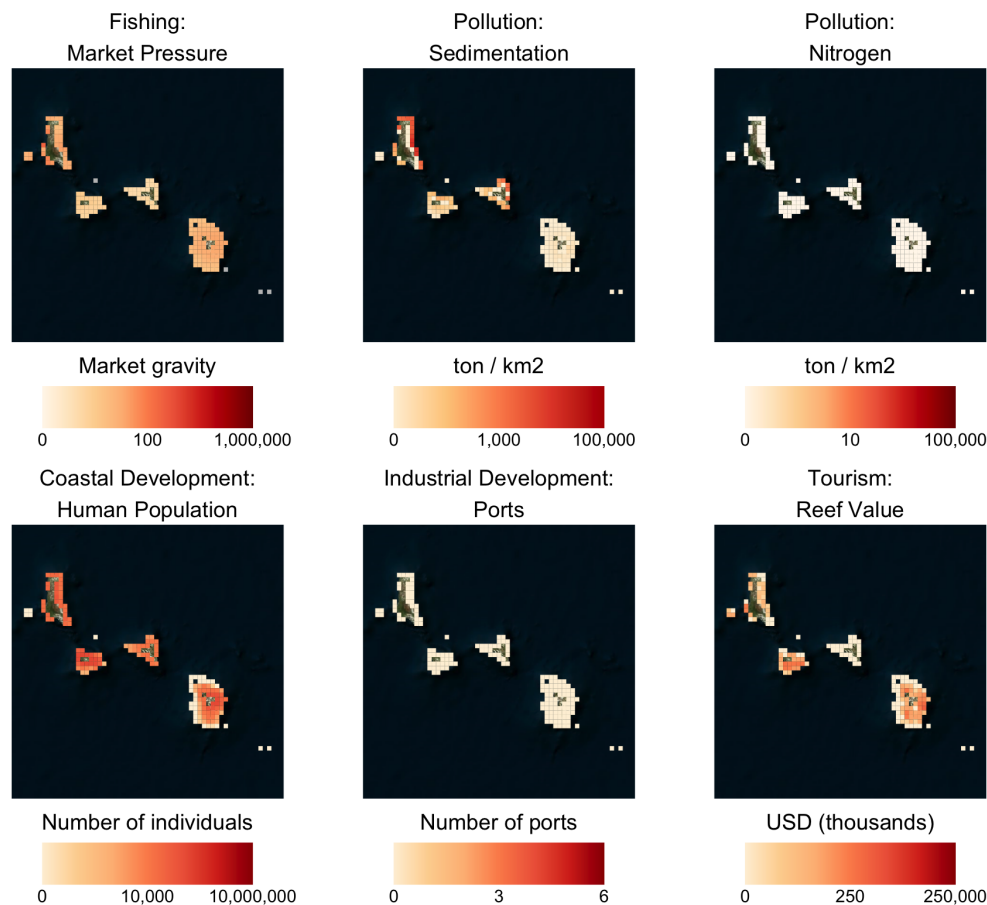 Fishing:
Market Pressure
Pollution:
Sedimentation
Pollution:
Nitrogen
Market gravity
0 100 1,000,000
ton / km2
0 1,000 100,000
ton / km2
0 10 100,000
Coastal Development:
Human Population
Industrial Development:
Ports
Tourism:
Reef Value
Number of individuals
0 10,000 10,000,000
Number of ports
0 3 6
USD (thousands)
0 250 250,000